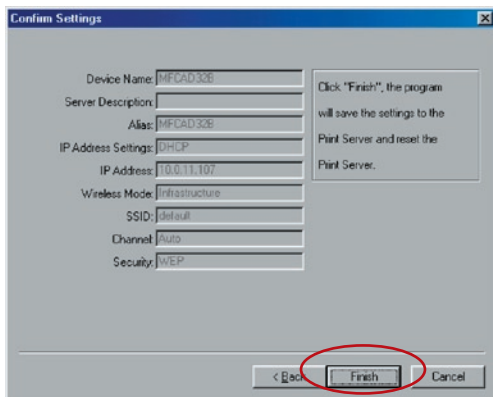 Confirm Settings
Device Name: MFCAD32B
Server Description:
Alias: MFCAD32B
IP Address Settings: DHCP
IP Address: 10.0.11.107
Wireless Mode: Infrastructure
SSID: default
Channel: Auto
Security: WEP
Click "Finish", the program
will save the settings to the
Print Server and reset the
Print Server.
< Back
Finish
Cancel